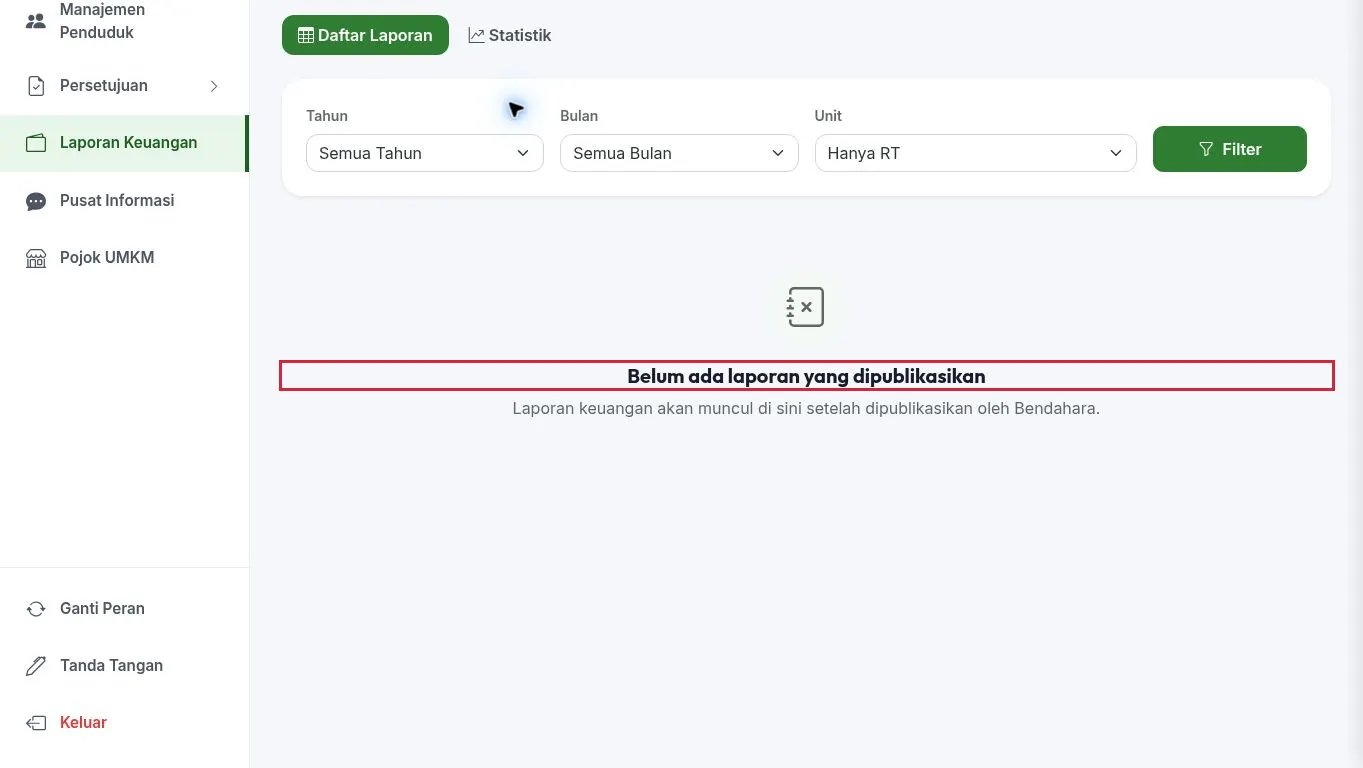 Manajemen
Penduduk
Persetujuan
Laporan Keuangan
Pusat Informasi
Pojok UMKM
Ganti Peran
Tanda Tangan
Keluar
Daftar Laporan
Statistik
Tahun
Bulan
Unit
Semua Tahun
Semua Bulan
Hanya RT
Filter
Belum ada laporan yang dipublikasikan
Laporan keuangan akan muncul di sini setelah dipublikasikan oleh Bendahara.